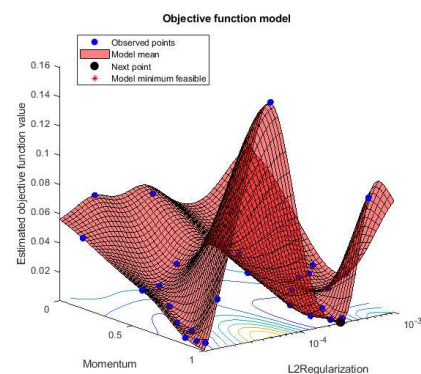 Objective function model
Observed points
Model mean
Next point
Model minimum feasible
Estimated objective function value
0.16
0.14
0.12
0.1
0.08
0.06
0.04
0.02
0
0.5
1
Momentum
10-4
10-3
L2Regularization